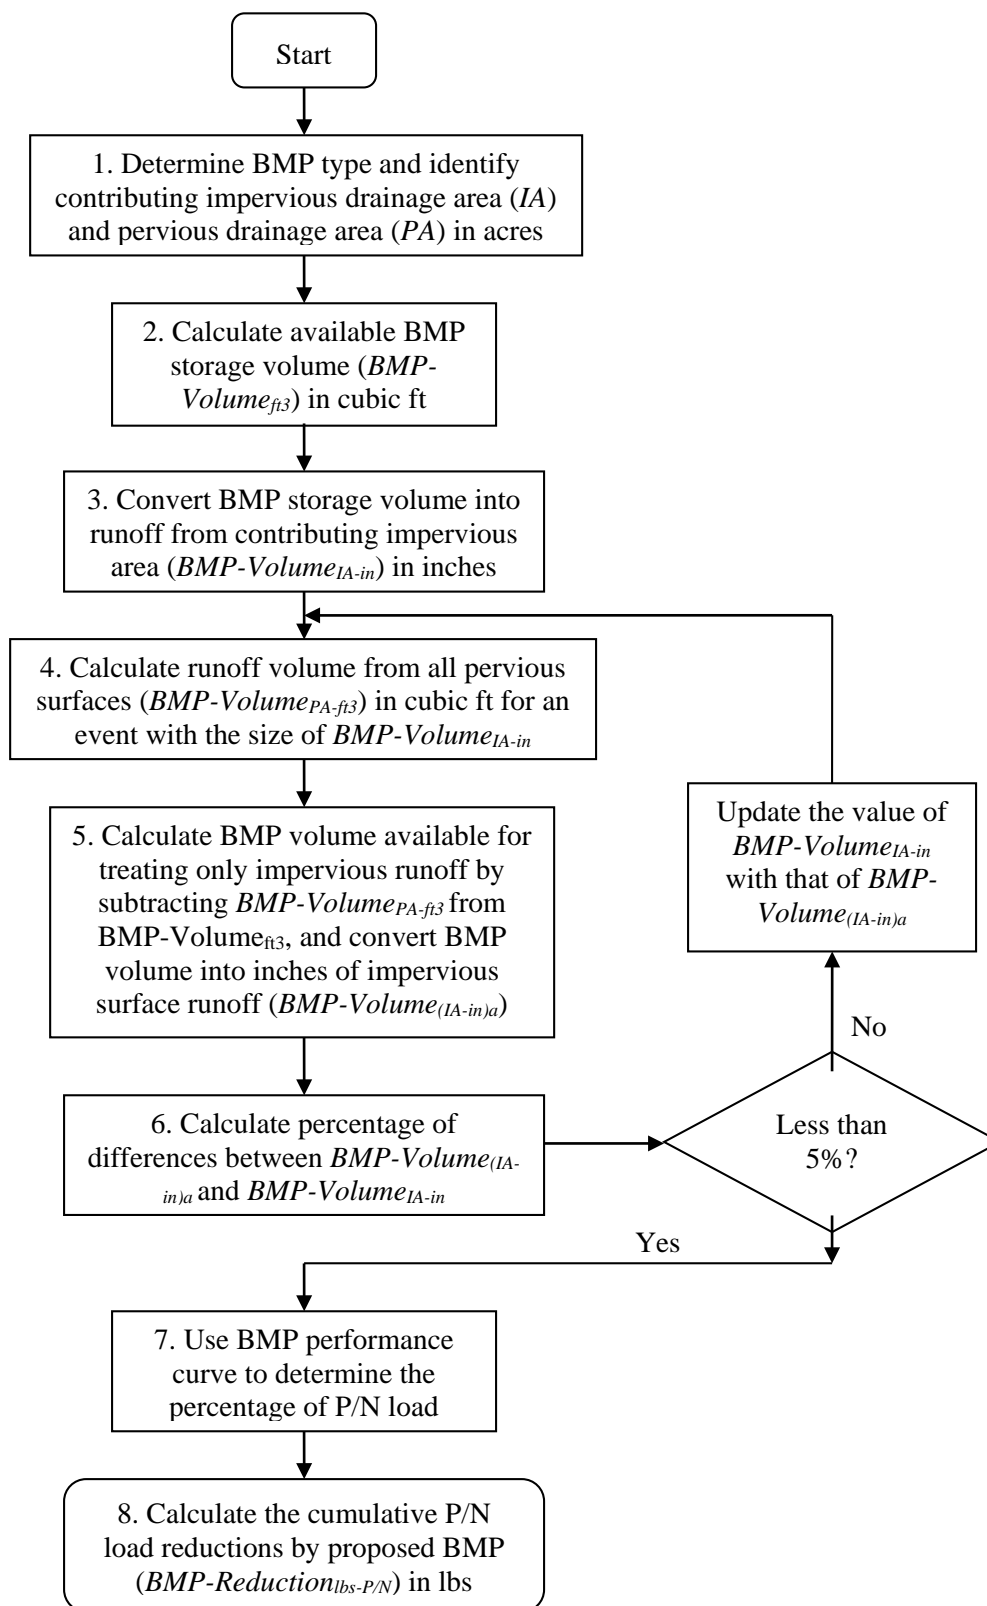 Start
1. Determine BMP type and identify
contributing impervious drainage area (IA)
and pervious drainage area (PA) in acres
2. Calculate available BMP
storage volume (BMP-
Volumeft3) in cubic ft
3. Convert BMP storage volume into
runoff from contributing impervious
area (BMP-VolumeIA-in) in inches
4. Calculate runoff volume from all pervious
surfaces (BMP-VolumePA-ft3) in cubic ft for an
event with the size of BMP-VolumeIA-in
5. Calculate BMP volume available for
treating only impervious runoff by
subtracting BMP-VolumePA-ft3 from
BMP-Volumeft3, and convert BMP
volume into inches of impervious
surface runoff (BMP-Volume(IA-in)a)
Update the value of
BMP-VolumeIA-in
with that of BMP-
Volume(IA-in)a
No
6. Calculate percentage of
differences between BMP-Volume(IA-
in)a and BMP-VolumeIA-in
Less than
5%?
Yes
7. Use BMP performance
curve to determine the
percentage of P/N load
8. Calculate the cumulative P/N
load reductions by proposed BMP
(BMP-Reductionlbs-P/N) in lbs